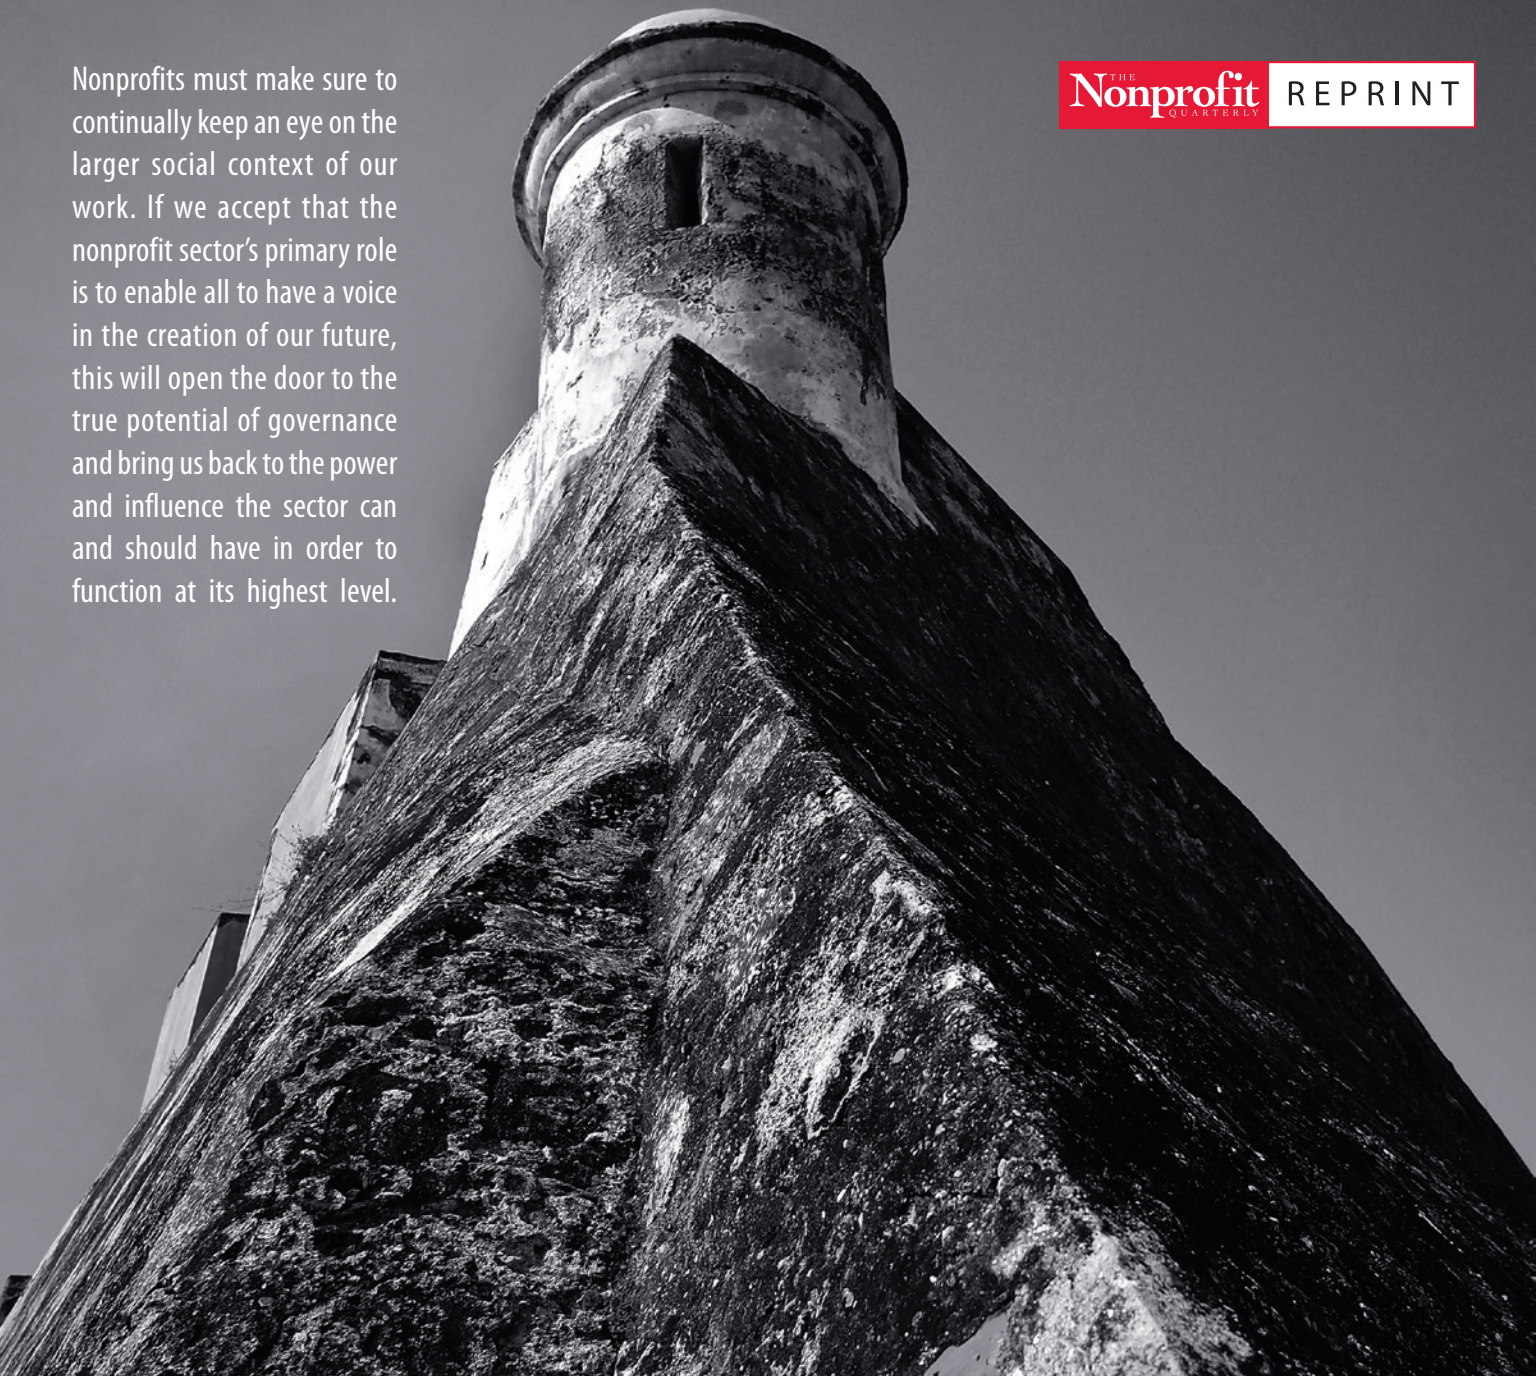 Nonprofits must make sure to
continually keep an eye on the
larger social context of our
work. If we accept that the
nonprofit sector’s primary role
is to enable all to have a voice
in the creation of our future,
this will open the door to the
true potential of governance
and bring us back to the power
and influence the sector can
and should have in order to
function at its highest level.
THE
Nonprofit
QUARTERLY
REPRINT